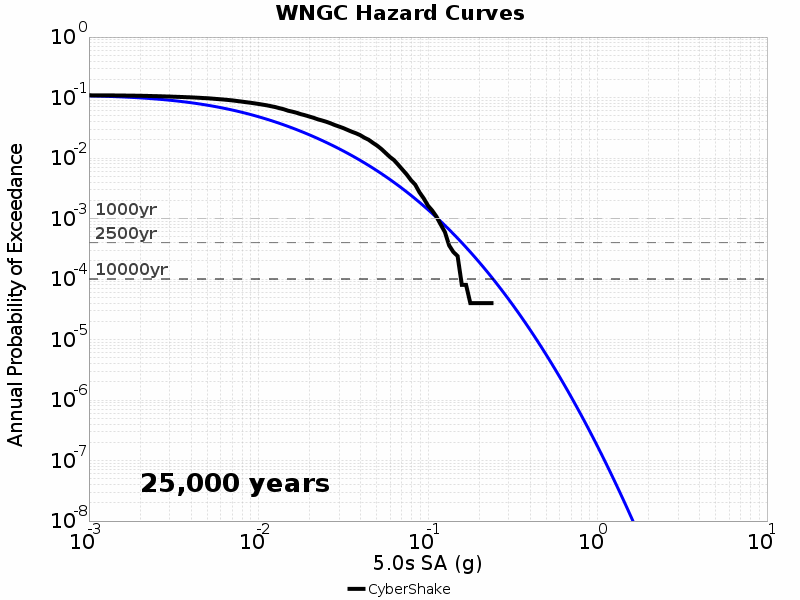 WNGC Hazard Curves
Annual Probability of Exceedance
10^0
10^-1
10^-2
10^-3
10^-4
10^-5
10^-6
10^-7
10^-8
1000yr
2500yr
10000yr
25,000 years
10^-3
10^-2
10^-1
10^0
10^1
5.0s SA (g)
CyberShake